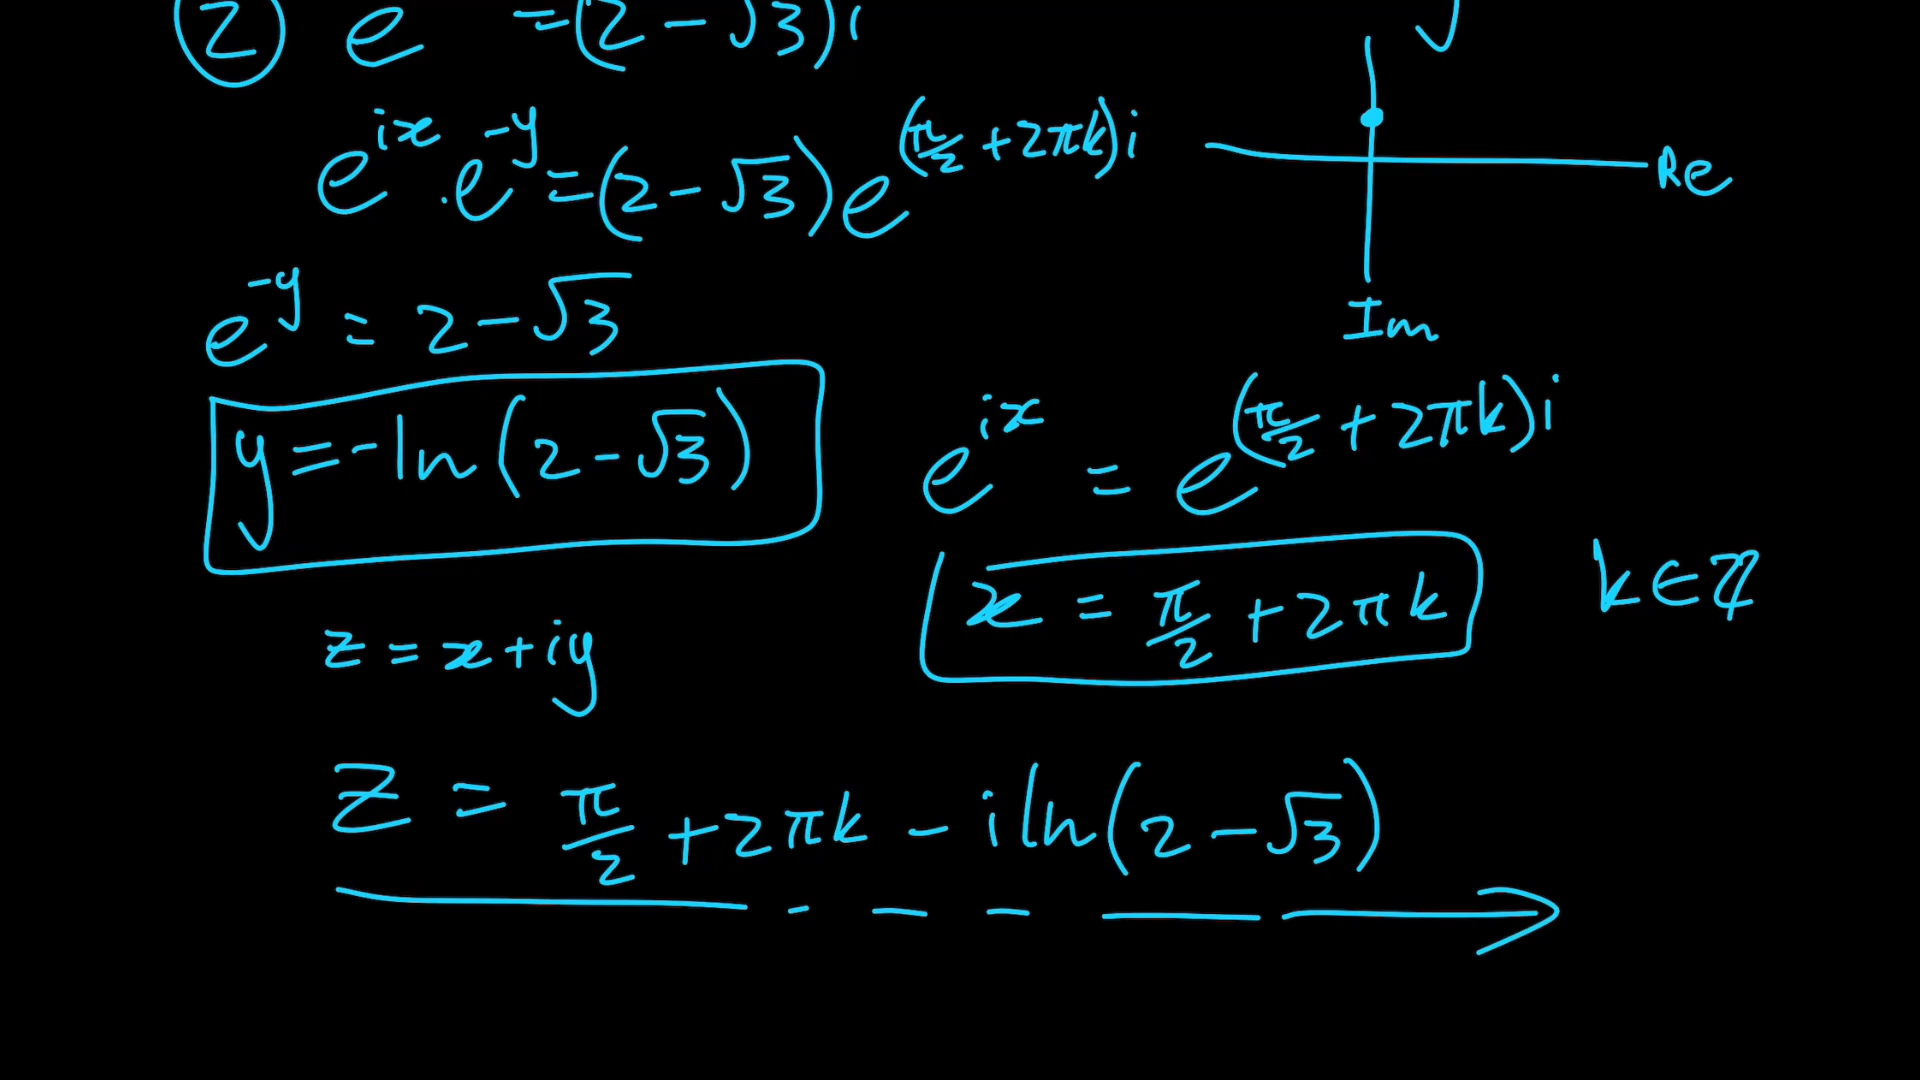 ② e = (2 - √3)i
e^{ix} · e^{-y} = (2 - √3) e^{(π/2 + 2πk)i}
Re
e^{-y} = 2 - √3
Im
y = -ln(2 - √3)
e^{ix} = e^{(π/2 + 2πk)i}
x = π/2 + 2πk
k ∈ ℤ
z = x + iy
z = π/2 + 2πk - i ln(2 - √3)